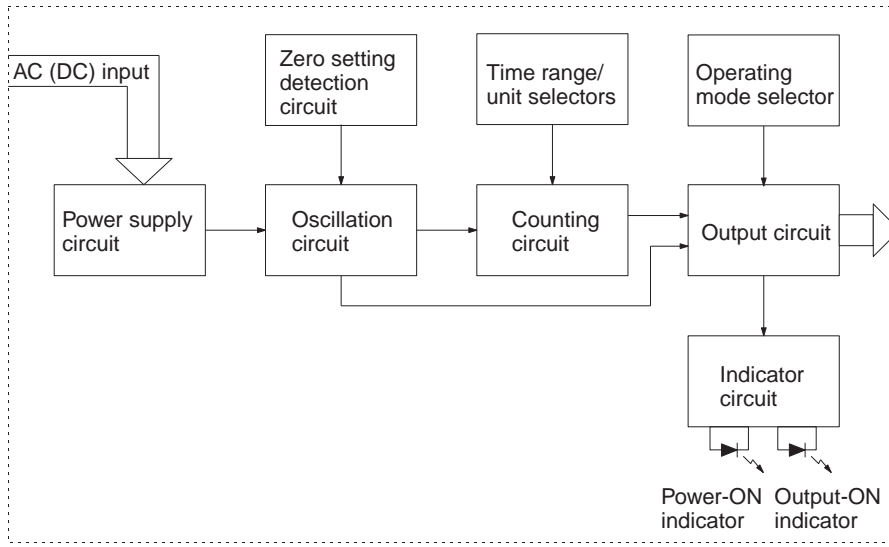 AC (DC) input
Zero setting
detection
circuit
Time range/
unit selectors
Operating
mode selector
Power supply
circuit
Oscillation
circuit
Counting
circuit
Output circuit
Indicator
circuit
Power-ON
indicator
Output-ON
indicator